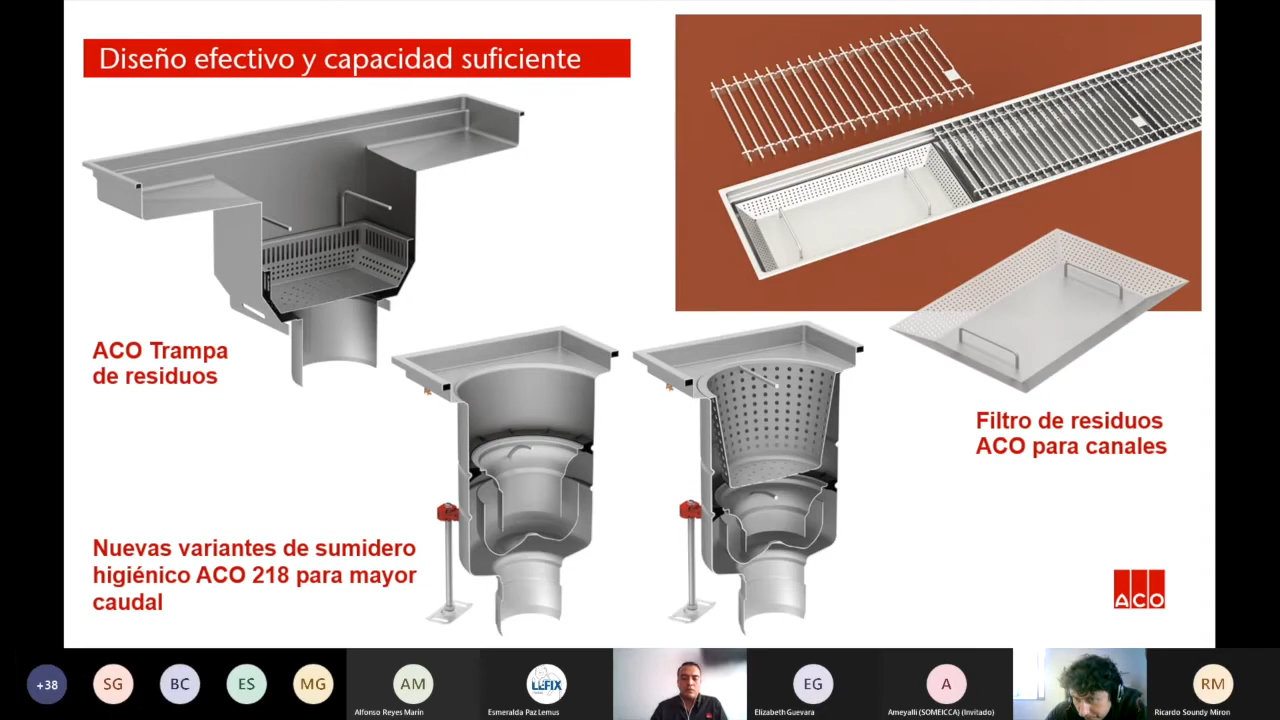 Diseño efectivo y capacidad suficiente
ACO Trampa
de residuos
Filtro de residuos
ACO para canales
Nuevas variantes de sumidero
higiénico ACO 218 para mayor
caudal
ACO
+38
SG
BC
ES
MG
AM
Alfonso Reyes Marín
LEFIX
Esmeralda Paz Lemus
EG
Elizabeth Guevara
A
Ameyalli (SOMEICCA) (Invitado)
RM
Ricardo Soundy Miron